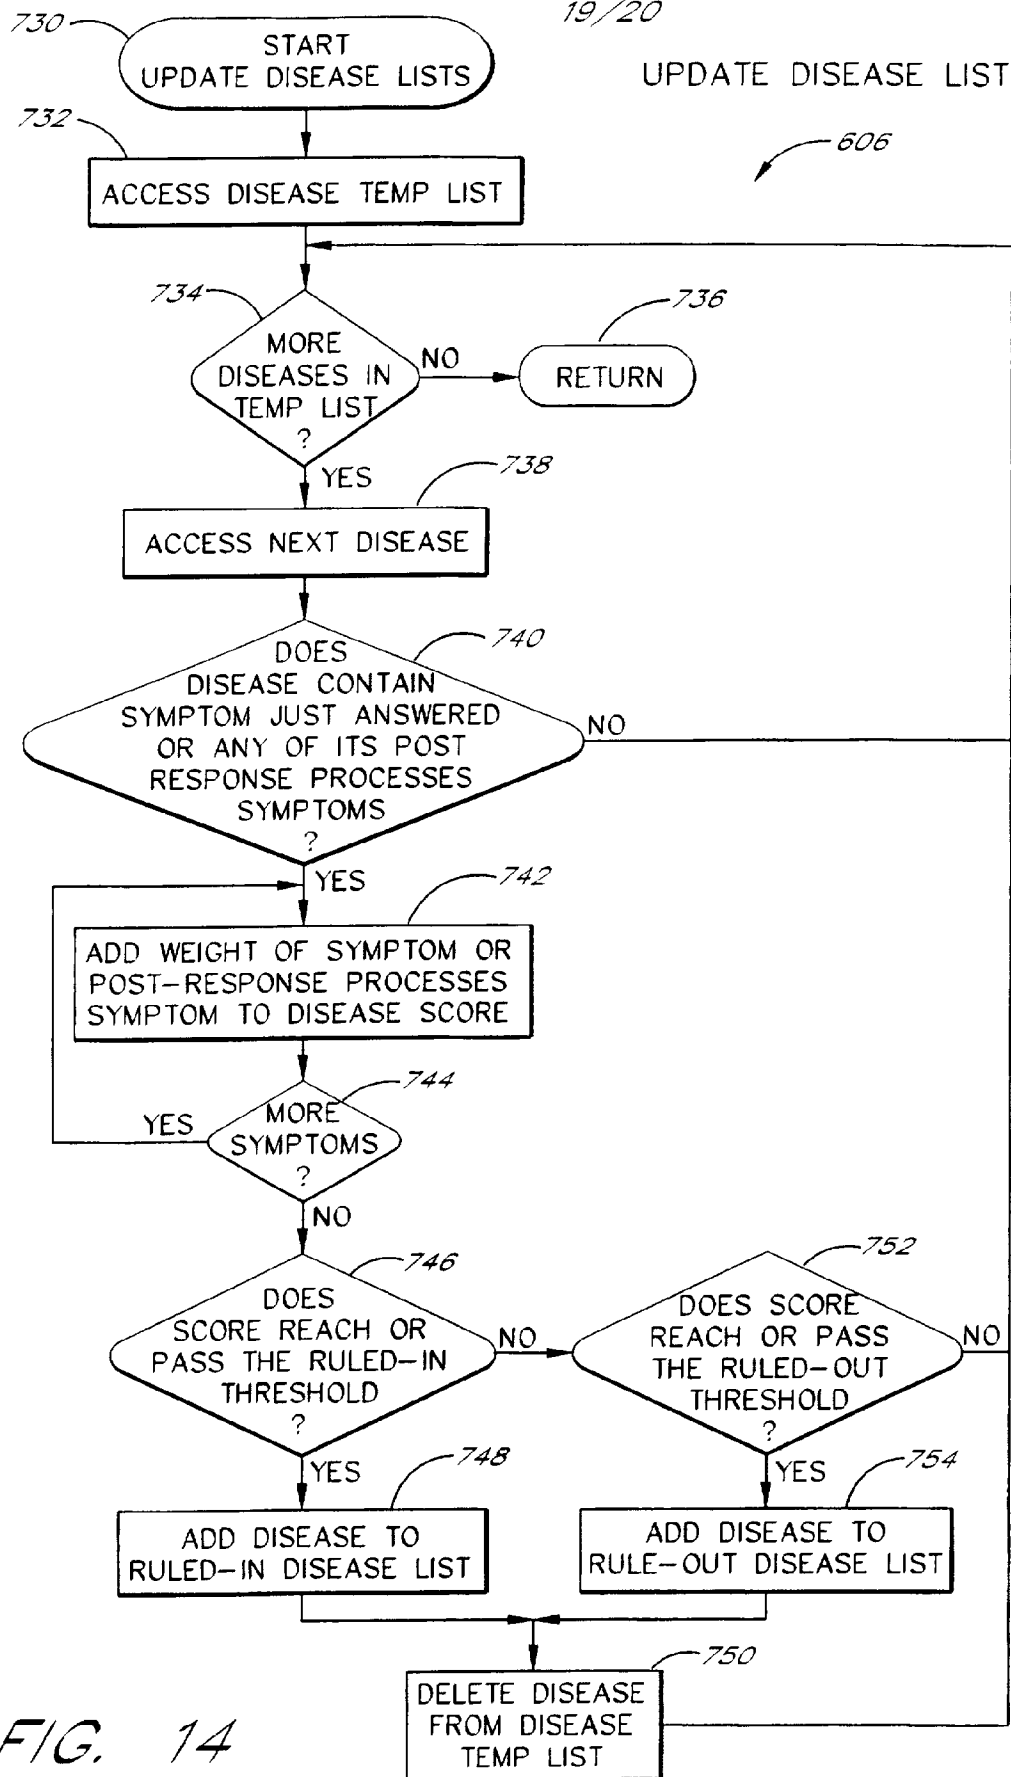 19/20
730
START
UPDATE DISEASE LISTS
UPDATE DISEASE LIST
732
606
ACCESS DISEASE TEMP LIST
734
736
MORE
DISEASES IN
TEMP LIST
?
NO
RETURN
YES
738
ACCESS NEXT DISEASE
740
DOES
DISEASE CONTAIN
SYMPTOM JUST ANSWERED
OR ANY OF ITS POST
RESPONSE PROCESSES
SYMPTOMS
?
NO
YES
742
ADD WEIGHT OF SYMPTOM OR
POST-RESPONSE PROCESSES
SYMPTOM TO DISEASE SCORE
744
MORE
SYMPTOMS
?
YES
NO
746
DOES
SCORE REACH OR
PASS THE RULED-IN
THRESHOLD
?
NO
752
DOES SCORE
REACH OR PASS
THE RULED-OUT
THRESHOLD
?
NO
YES
748
YES
754
ADD DISEASE TO
RULED-IN DISEASE LIST
ADD DISEASE TO
RULE-OUT DISEASE LIST
750
DELETE DISEASE
FROM DISEASE
TEMP LIST
FIG. 14